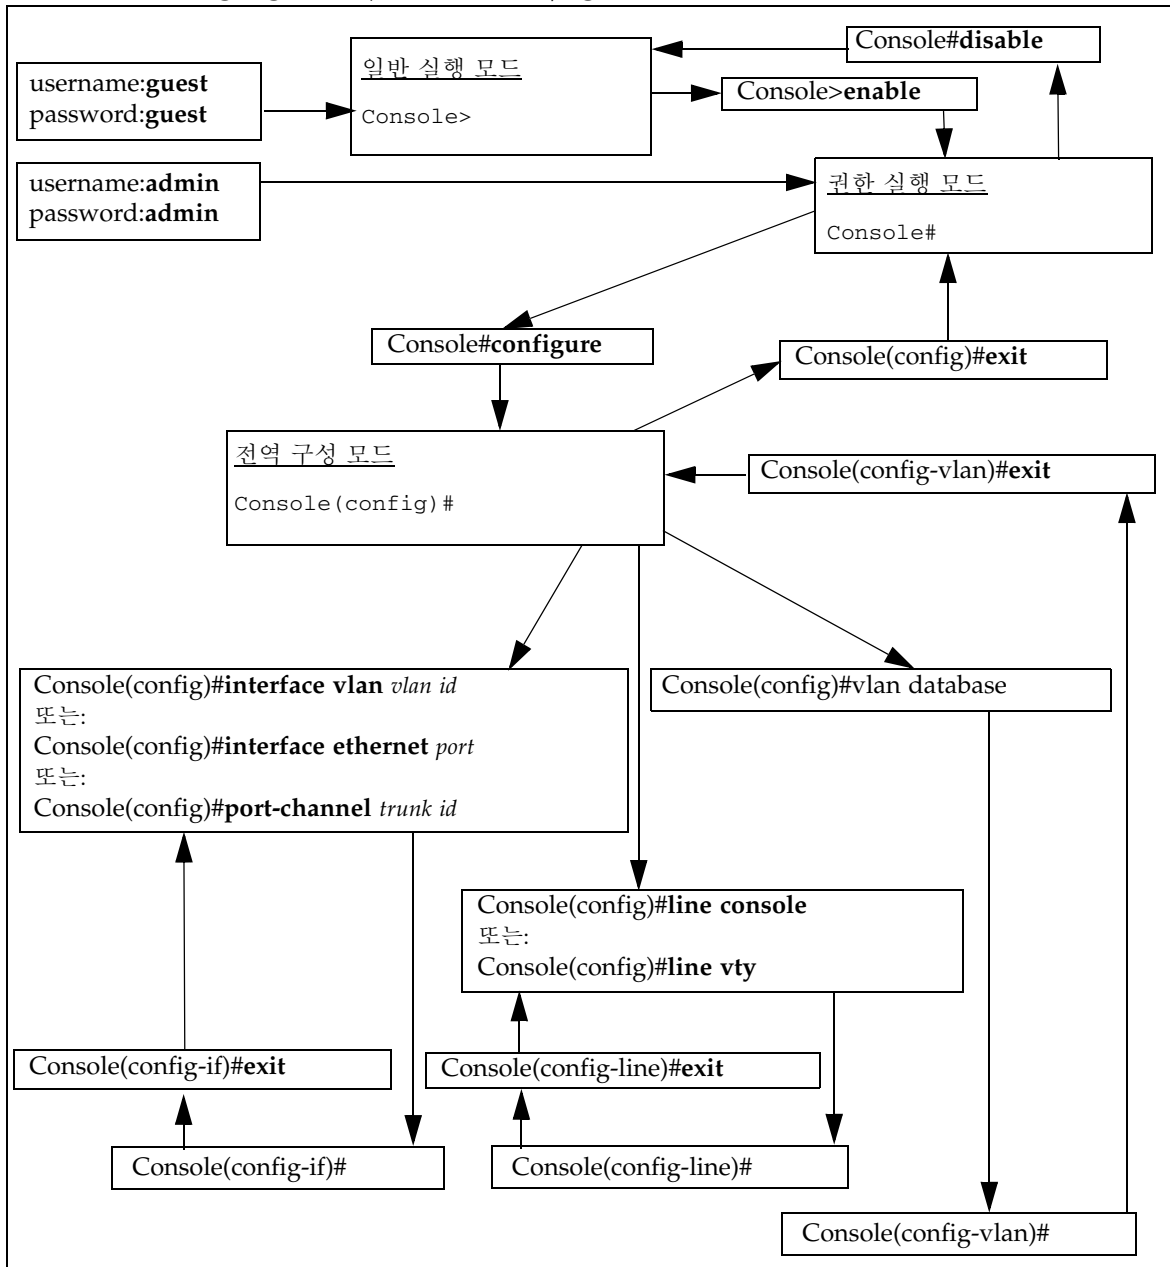 Console#disable
일반 실행 모드
username:guest
password:guest
Console>enable
Console>
username:admin
password:admin
권한 실행 모드
Console#
Console#configure
Console(config)#exit
전역 구성 모드
Console(config)#
Console(config-vlan)#exit
Console(config)#interface vlan vlan id
또는:
Console(config)#interface ethernet port
또는:
Console(config)#port-channel trunk id
Console(config)#vlan database
Console(config)#line console
또는:
Console(config)#line vty
Console(config-if)#exit
Console(config-line)#exit
Console(config-if)#
Console(config-line)#
Console(config-vlan)#